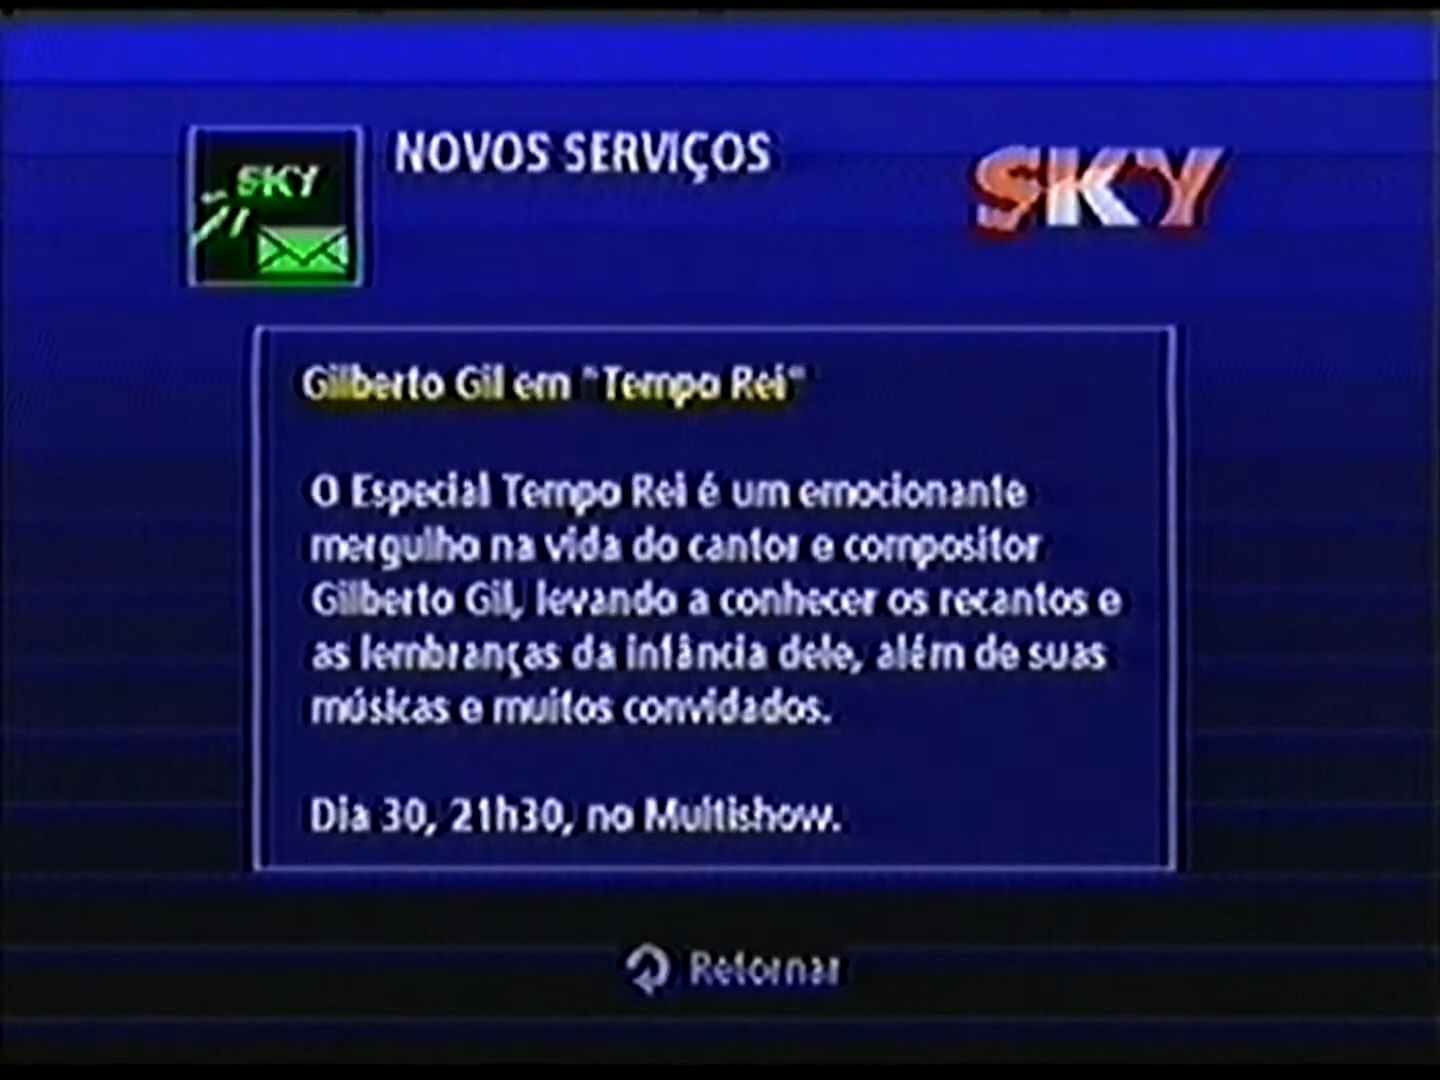 SKY
NOVOS SERVIÇOS
SKY
Gilberto Gil em "Tempo Rei"
O Especial Tempo Rei é um emocionante
mergulho na vida do cantor e compositor
Gilberto Gil, levando a conhecer os recantos e
as lembranças da infância dele, além de suas
músicas e muitos convidados.
Dia 30, 21h30, no Multishow.
Retornar